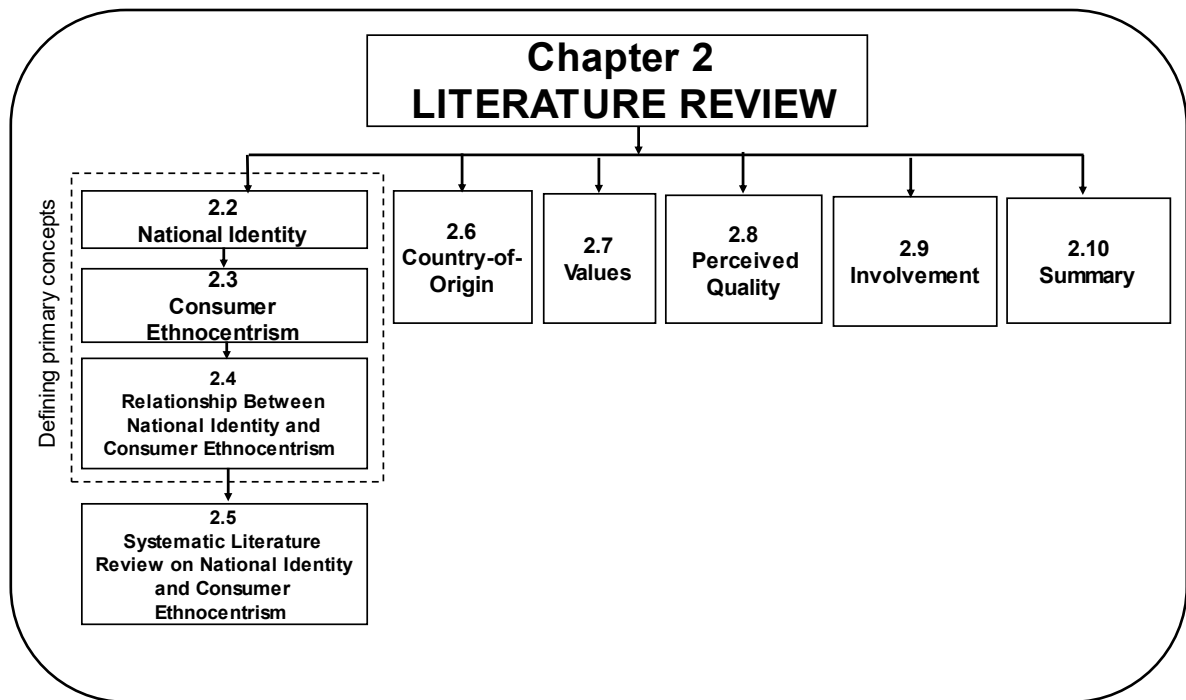 Chapter 2
LITERATURE REVIEW
Defining primary concepts
2.2
National Identity
2.3
Consumer
Ethnocentrism
2.4
Relationship Between
National Identity and
Consumer Ethnocentrism
2.5
Systematic Literature
Review on National Identity
and Consumer
Ethnocentrism
2.6
Country-of-
Origin
2.7
Values
2.8
Perceived
Quality
2.9
Involvement
2.10
Summary